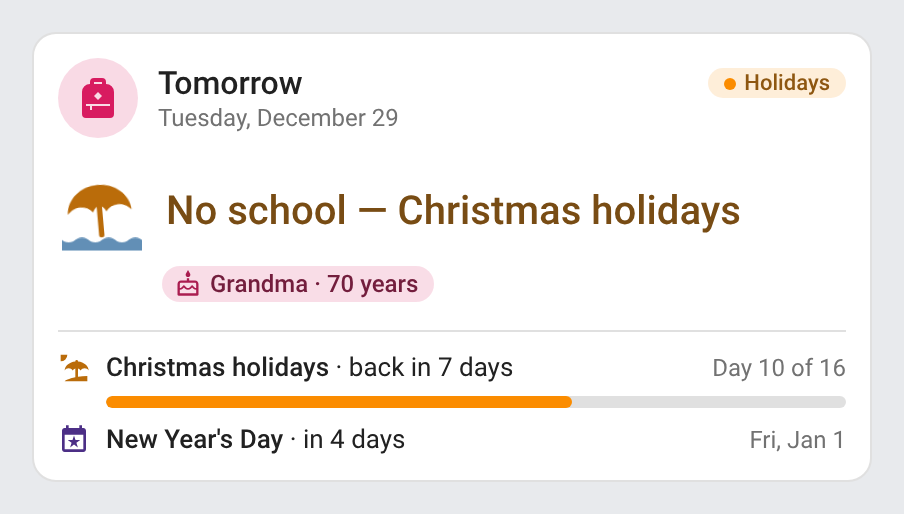 Tomorrow
Holidays
Tuesday, December 29
No school — Christmas holidays
Grandma · 70 years
Christmas holidays · back in 7 days
Day 10 of 16
New Year's Day · in 4 days
Fri, Jan 1